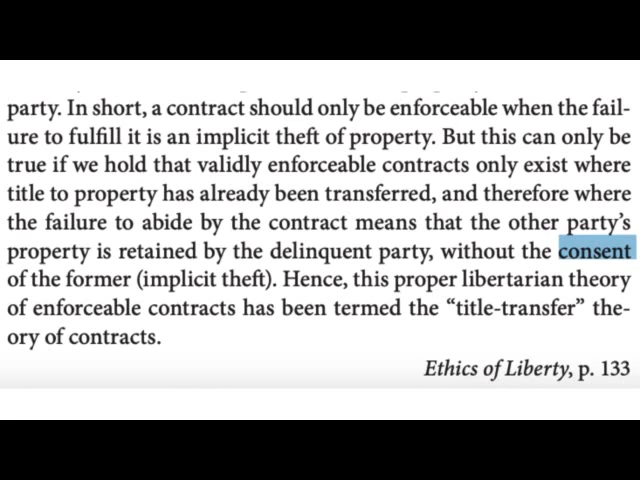 party. In short, a contract should only be enforceable when the fail-
ure to fulfill it is an implicit theft of property. But this can only be
true if we hold that validly enforceable contracts only exist where
title to property has already been transferred, and therefore where
the failure to abide by the contract means that the other party’s
property is retained by the delinquent party, without the consent
of the former (implicit theft). Hence, this proper libertarian theory
of enforceable contracts has been termed the “title-transfer” the-
ory of contracts.
Ethics of Liberty, p. 133